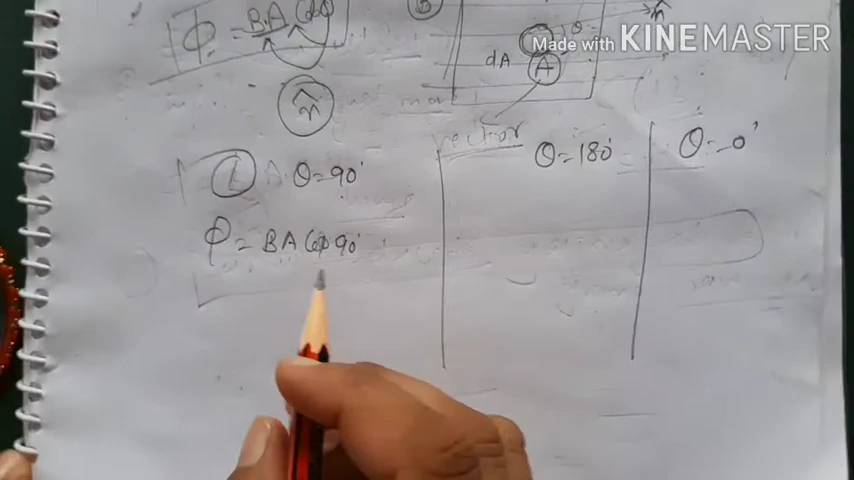 Φ = B.A Cosθ
B
n̂
θ
dA
A
Made with KINEMASTER
n̂
vector
θ = 180°
θ = 0°
L θ = 90°
Φ = BA Cos 90°